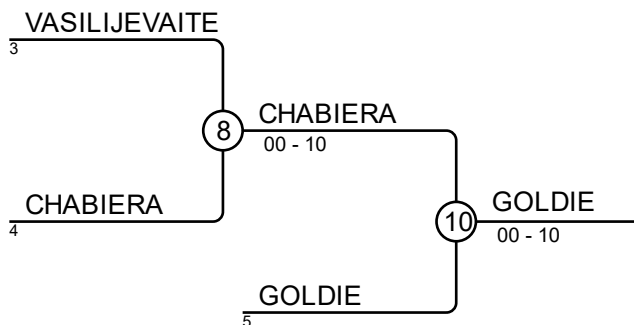 VASILIJEVAITE
3
8
CHABIERA
00 - 10
CHABIERA
4
10
GOLDIE
00 - 10
GOLDIE
5